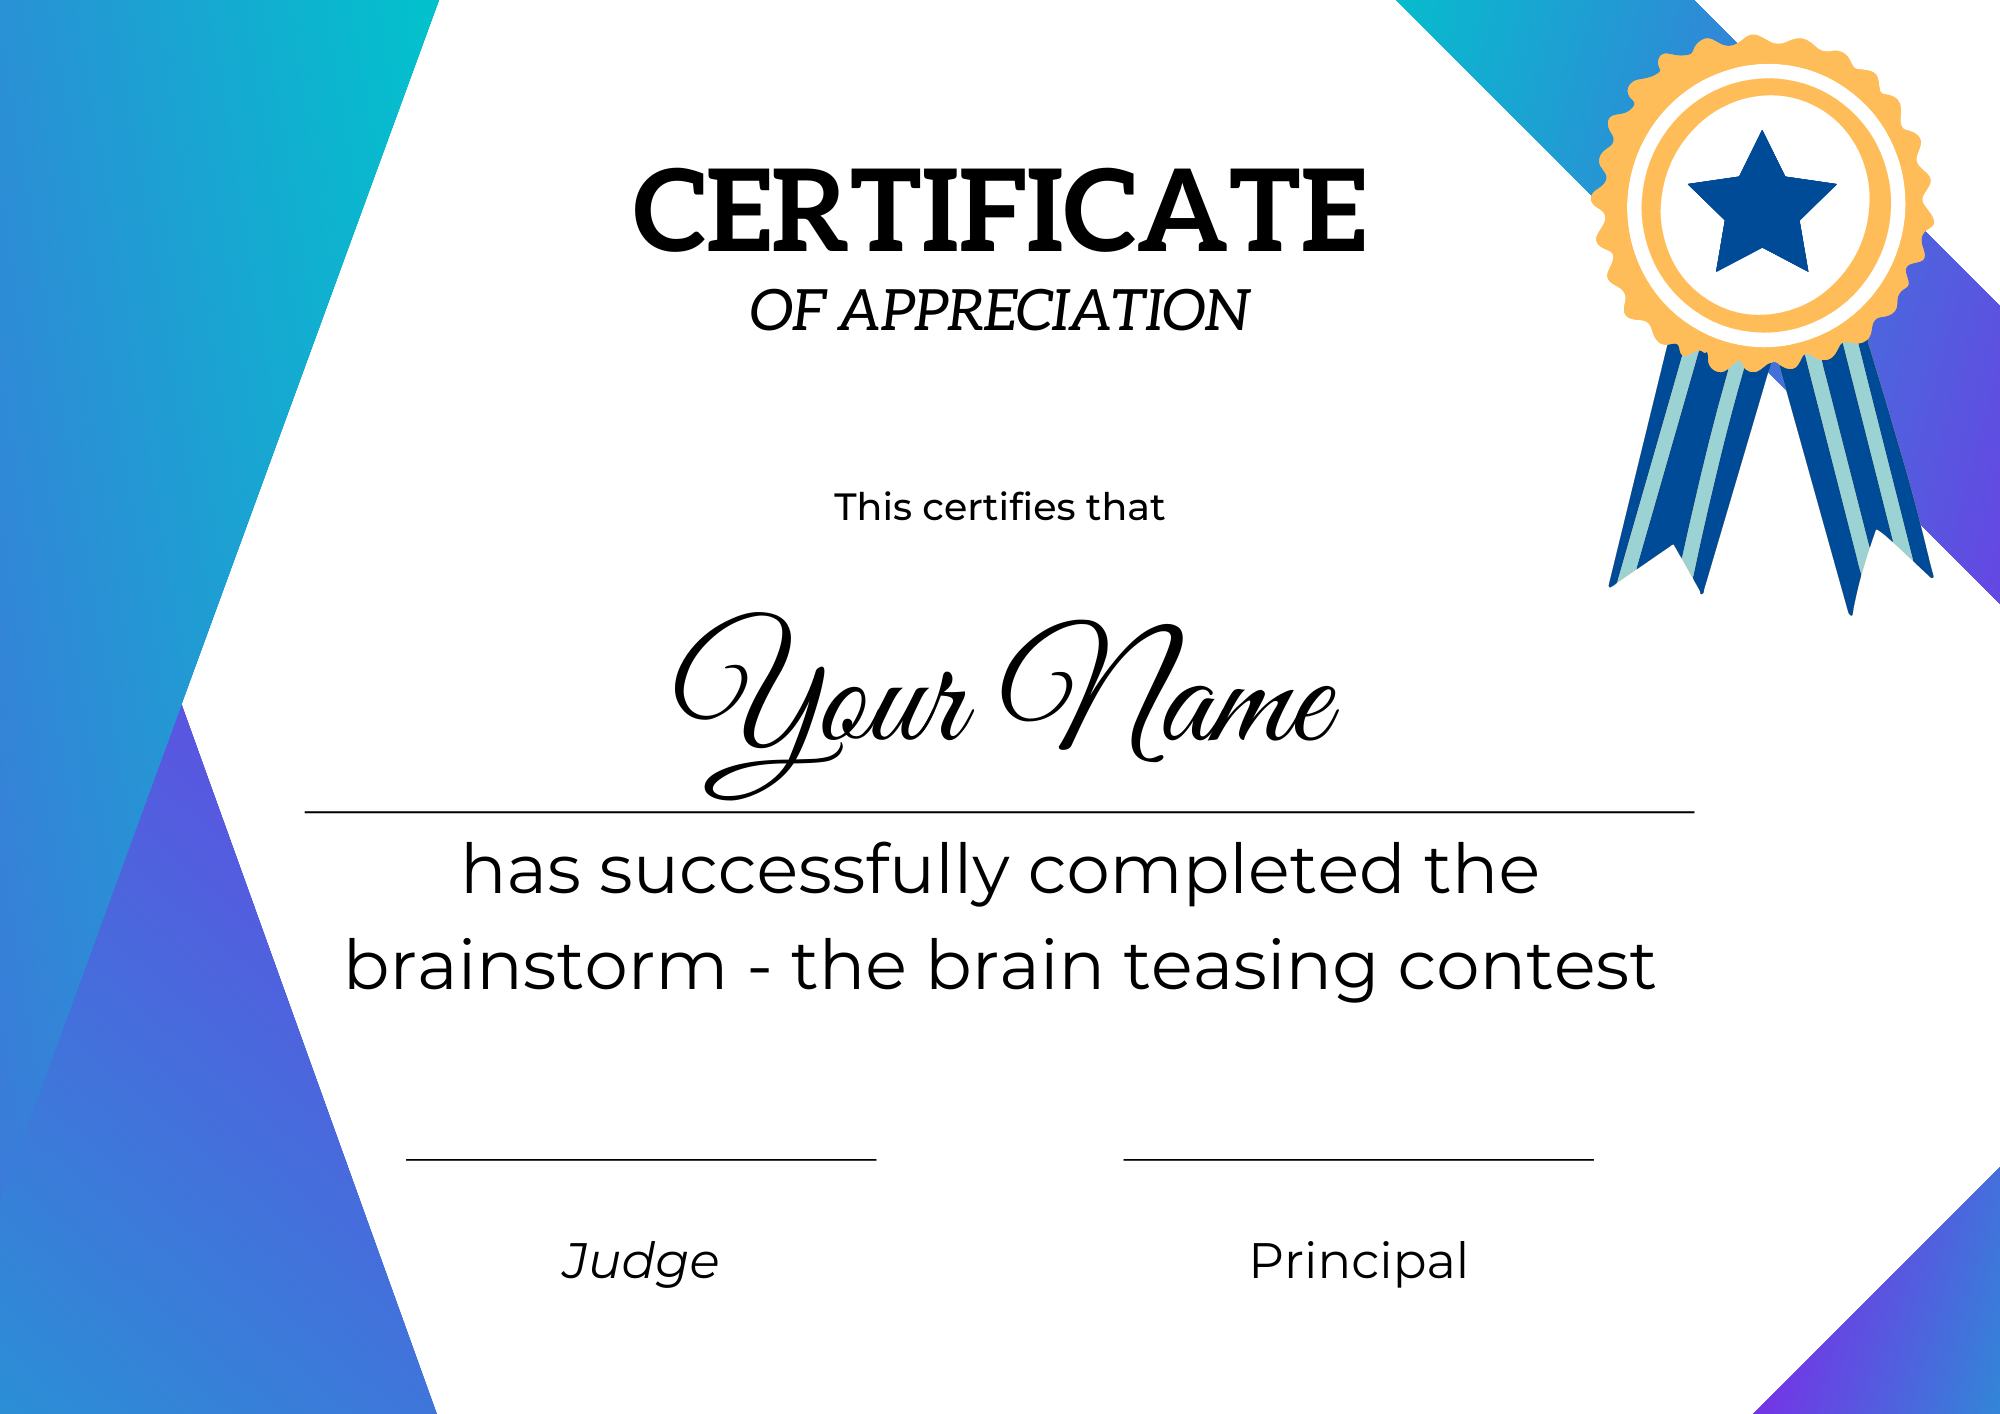 CERTIFICATE
OF APPRECIATION
This certifies that
Your Name
has successfully completed the
brainstorm - the brain teasing contest
Judge
Principal